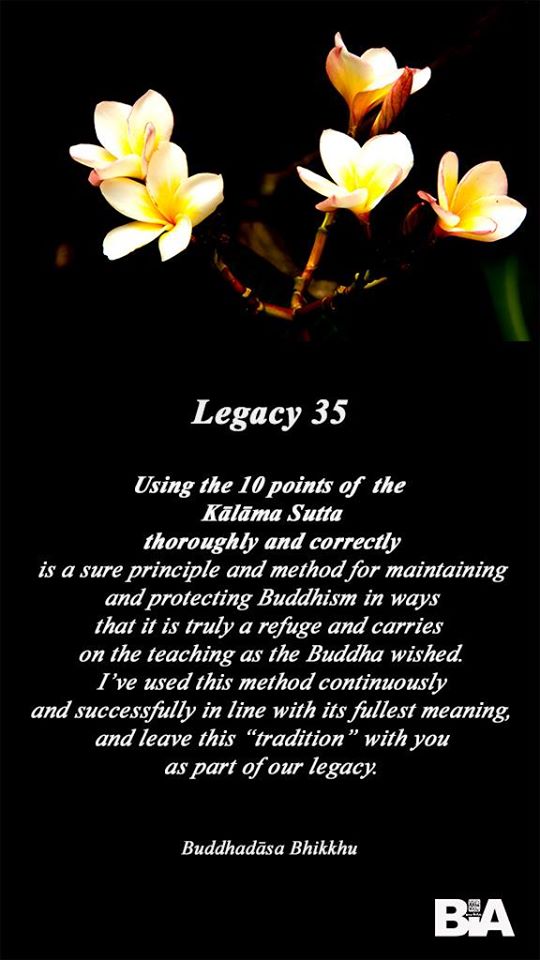 Legacy 35
Using the 10 points of the
Kālāma Sutta
thoroughly and correctly
is a sure principle and method for maintaining
and protecting Buddhism in ways
that it is truly a refuge and carries
on the teaching as the Buddha wished.
I've used this method continuously
and successfully in line with its fullest meaning,
and leave this “tradition” with you
as part of our legacy.
Buddhadāsa Bhikkhu
BIA